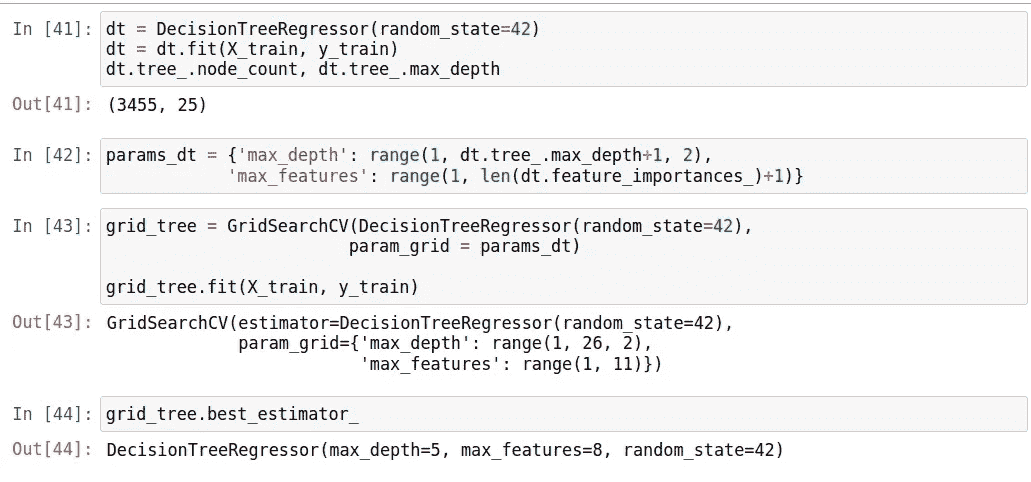 In [41]: dt = DecisionTreeRegressor(random_state=42)
dt = dt.fit(X_train, y_train)
dt.tree_.node_count, dt.tree_.max_depth
Out[41]: (3455, 25)
In [42]: params_dt = {'max_depth': range(1, dt.tree_.max_depth+1, 2),
'max_features': range(1, len(dt.feature_importances_)+1)}
In [43]: grid_tree = GridSearchCV(DecisionTreeRegressor(random_state=42),
param_grid = params_dt)
grid_tree.fit(X_train, y_train)
Out[43]: GridSearchCV(estimator=DecisionTreeRegressor(random_state=42),
param_grid={'max_depth': range(1, 26, 2),
'max_features': range(1, 11)})
In [44]: grid_tree.best_estimator_
Out[44]: DecisionTreeRegressor(max_depth=5, max_features=8, random_state=42)